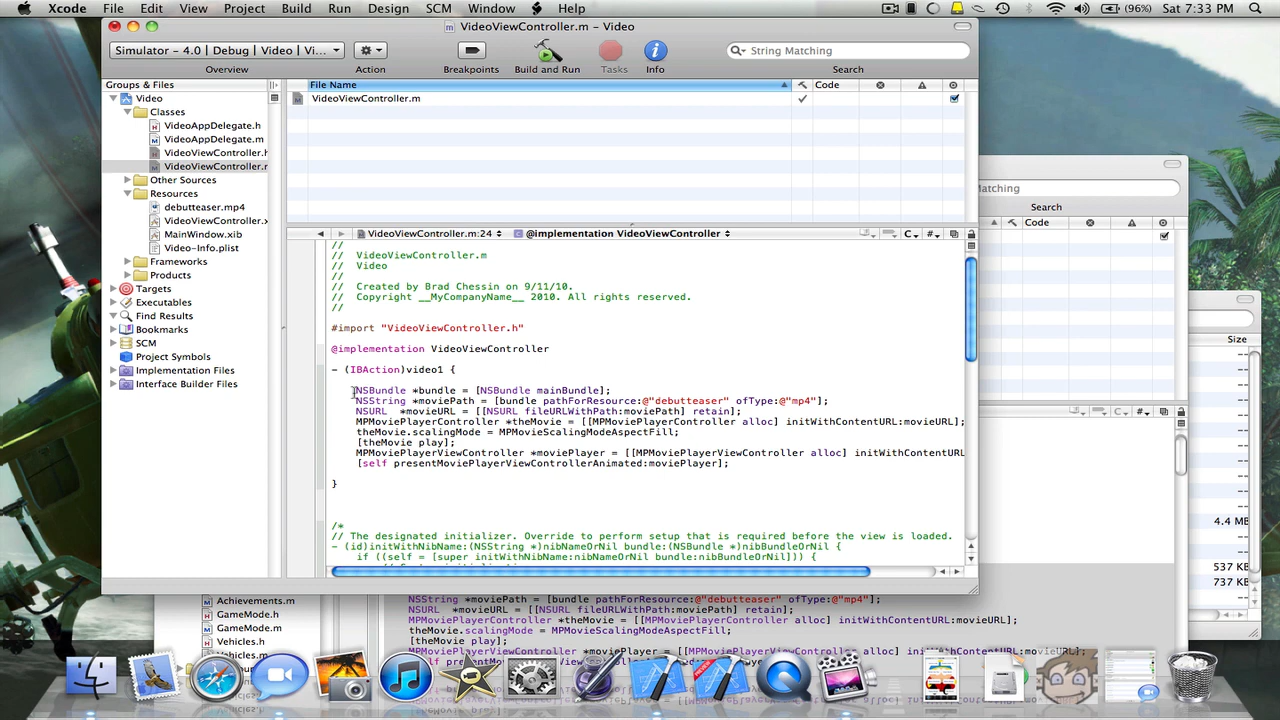 Xcode File Edit View Project Build Run Design SCM Window Help (96%) Sat 7:33 PM
VideoViewController.m – Video
Simulator - 4.0 | Debug | Video | Vi...
String Matching
Overview Action Breakpoints Build and Run Tasks Info Search
Groups & Files
File Name Code
VideoViewController.m
Video
Classes
VideoAppDelegate.h
VideoAppDelegate.m
VideoViewController.h
VideoViewController.m
Other Sources
Resources
debutteaser.mp4
VideoViewController.x
MainWindow.xib
Video-Info.plist
Frameworks
Products
Targets
Executables
Find Results
Bookmarks
SCM
Project Symbols
Implementation Files
Interface Builder Files
VideoViewController.m:24 @implementation VideoViewController C #
//
// VideoViewController.m
// Video
//
// Created by Brad Chessin on 9/11/10.
// Copyright __MyCompanyName__ 2010. All rights reserved.
//
#import "VideoViewController.h"
@implementation VideoViewController
- (IBAction)video1 {
NSBundle *bundle = [NSBundle mainBundle];
NSString *moviePath = [bundle pathForResource:@"debutteaser" ofType:@"mp4"];
NSURL *movieURL = [[NSURL fileURLWithPath:moviePath] retain];
MPMoviePlayerController *theMovie = [[MPMoviePlayerController alloc] initWithContentURL:movieURL];
theMovie.scalingMode = MPMovieScalingModeAspectFill;
[theMovie play];
MPMoviePlayerViewController *moviePlayer = [[MPMoviePlayerViewController alloc] initWithContentURL
[self presentMoviePlayerViewControllerAnimated:moviePlayer];
}
/*
// The designated initializer. Override to perform setup that is required before the view is loaded.
- (id)initWithNibName:(NSString *)nibNameOrNil bundle:(NSBundle *)nibBundleOrNil {
if ((self = [super initWithNibName:nibNameOrNil bundle:nibBundleOrNil])) {
Matching
Search
Code
Size
4.4 MB
537 KB
737 KB
Achievements.m
GameMode.h
GameMode.m
Vehicles.h
NSString *moviePath = [bundle pathForResource:@"debutteaser" ofType:@"mp4"];
NSURL *movieURL = [[NSURL fileURLWithPath:moviePath] retain];
MPMoviePlayerController *theMovie = [[MPMoviePlayerController alloc] initWithContentURL:movieURL];
theMovie.scalingMode = MPMovieScalingModeAspectFill;
[theMovie play];